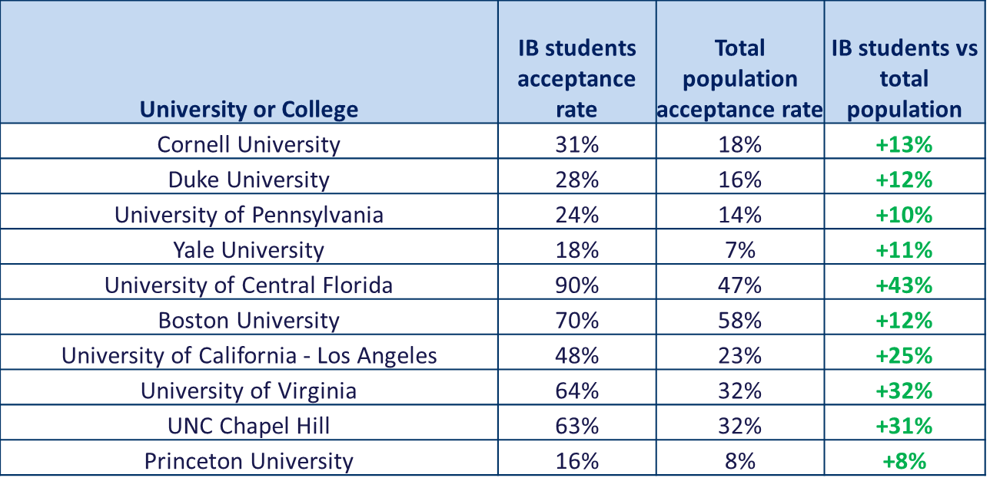 University or College IB students acceptance rate Total population acceptance rate IB students vs total population
Cornell University 31% 18% +13%
Duke University 28% 16% +12%
University of Pennsylvania 24% 14% +10%
Yale University 18% 7% +11%
University of Central Florida 90% 47% +43%
Boston University 70% 58% +12%
University of California - Los Angeles 48% 23% +25%
University of Virginia 64% 32% +32%
UNC Chapel Hill 63% 32% +31%
Princeton University 16% 8% +8%